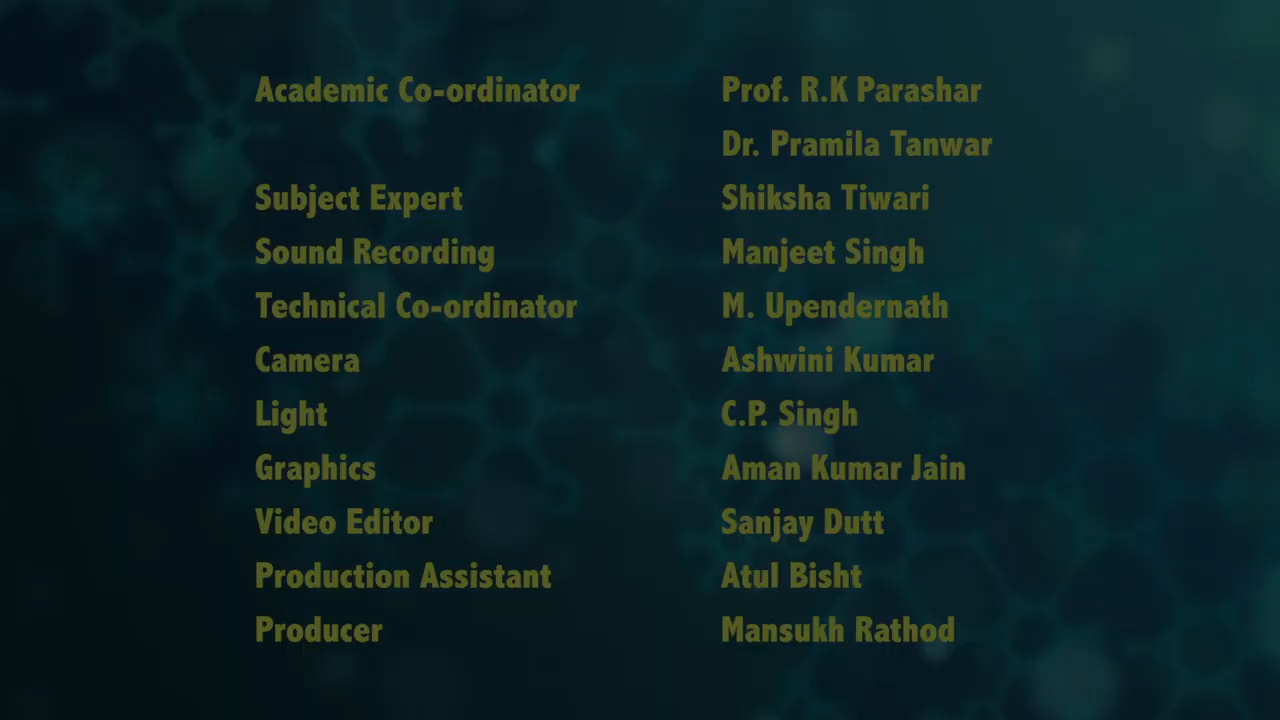 Academic Co-ordinator Prof. R.K Parashar
Dr. Pramila Tanwar
Subject Expert Shiksha Tiwari
Sound Recording Manjeet Singh
Technical Co-ordinator M. Upendernath
Camera Ashwini Kumar
Light C.P. Singh
Graphics Aman Kumar Jain
Video Editor Sanjay Dutt
Production Assistant Atul Bisht
Producer Mansukh Rathod